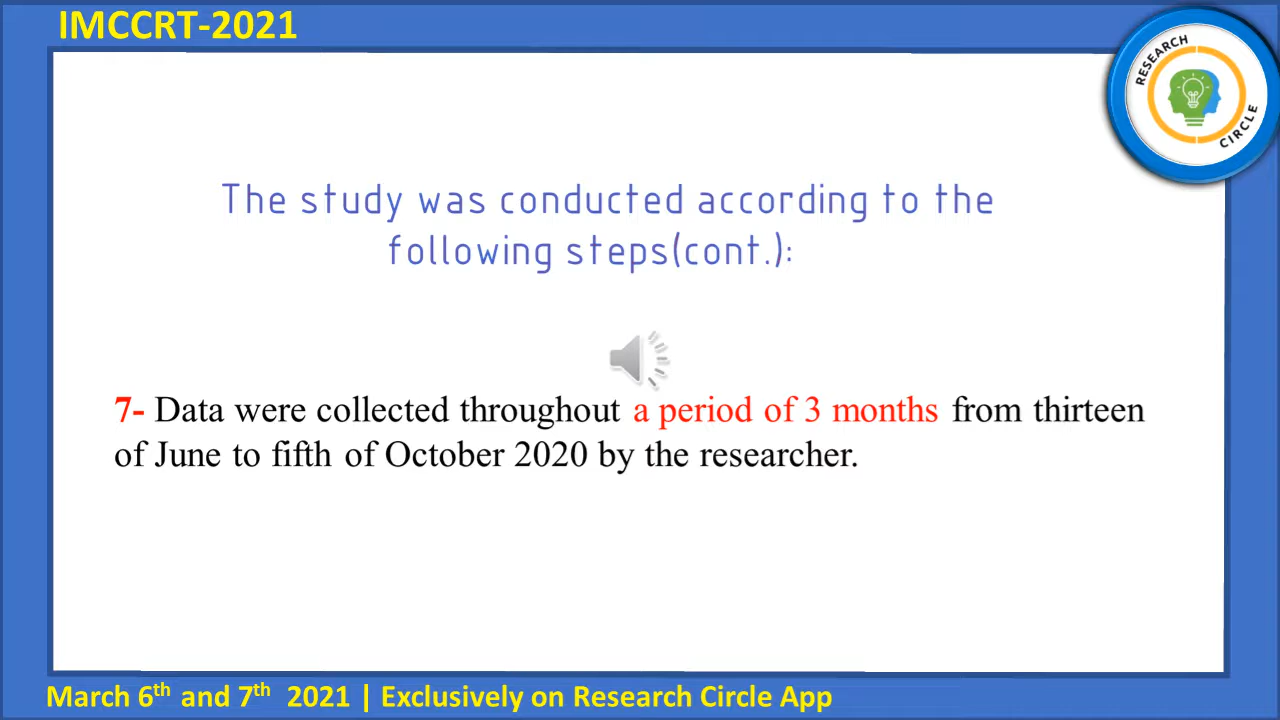 IMCCRT-2021
RESEARCH
CIRCLE
The study was conducted according to the
following steps(cont.):
7- Data were collected throughout a period of 3 months from thirteen
of June to fifth of October 2020 by the researcher.
March 6th and 7th 2021 | Exclusively on Research Circle App